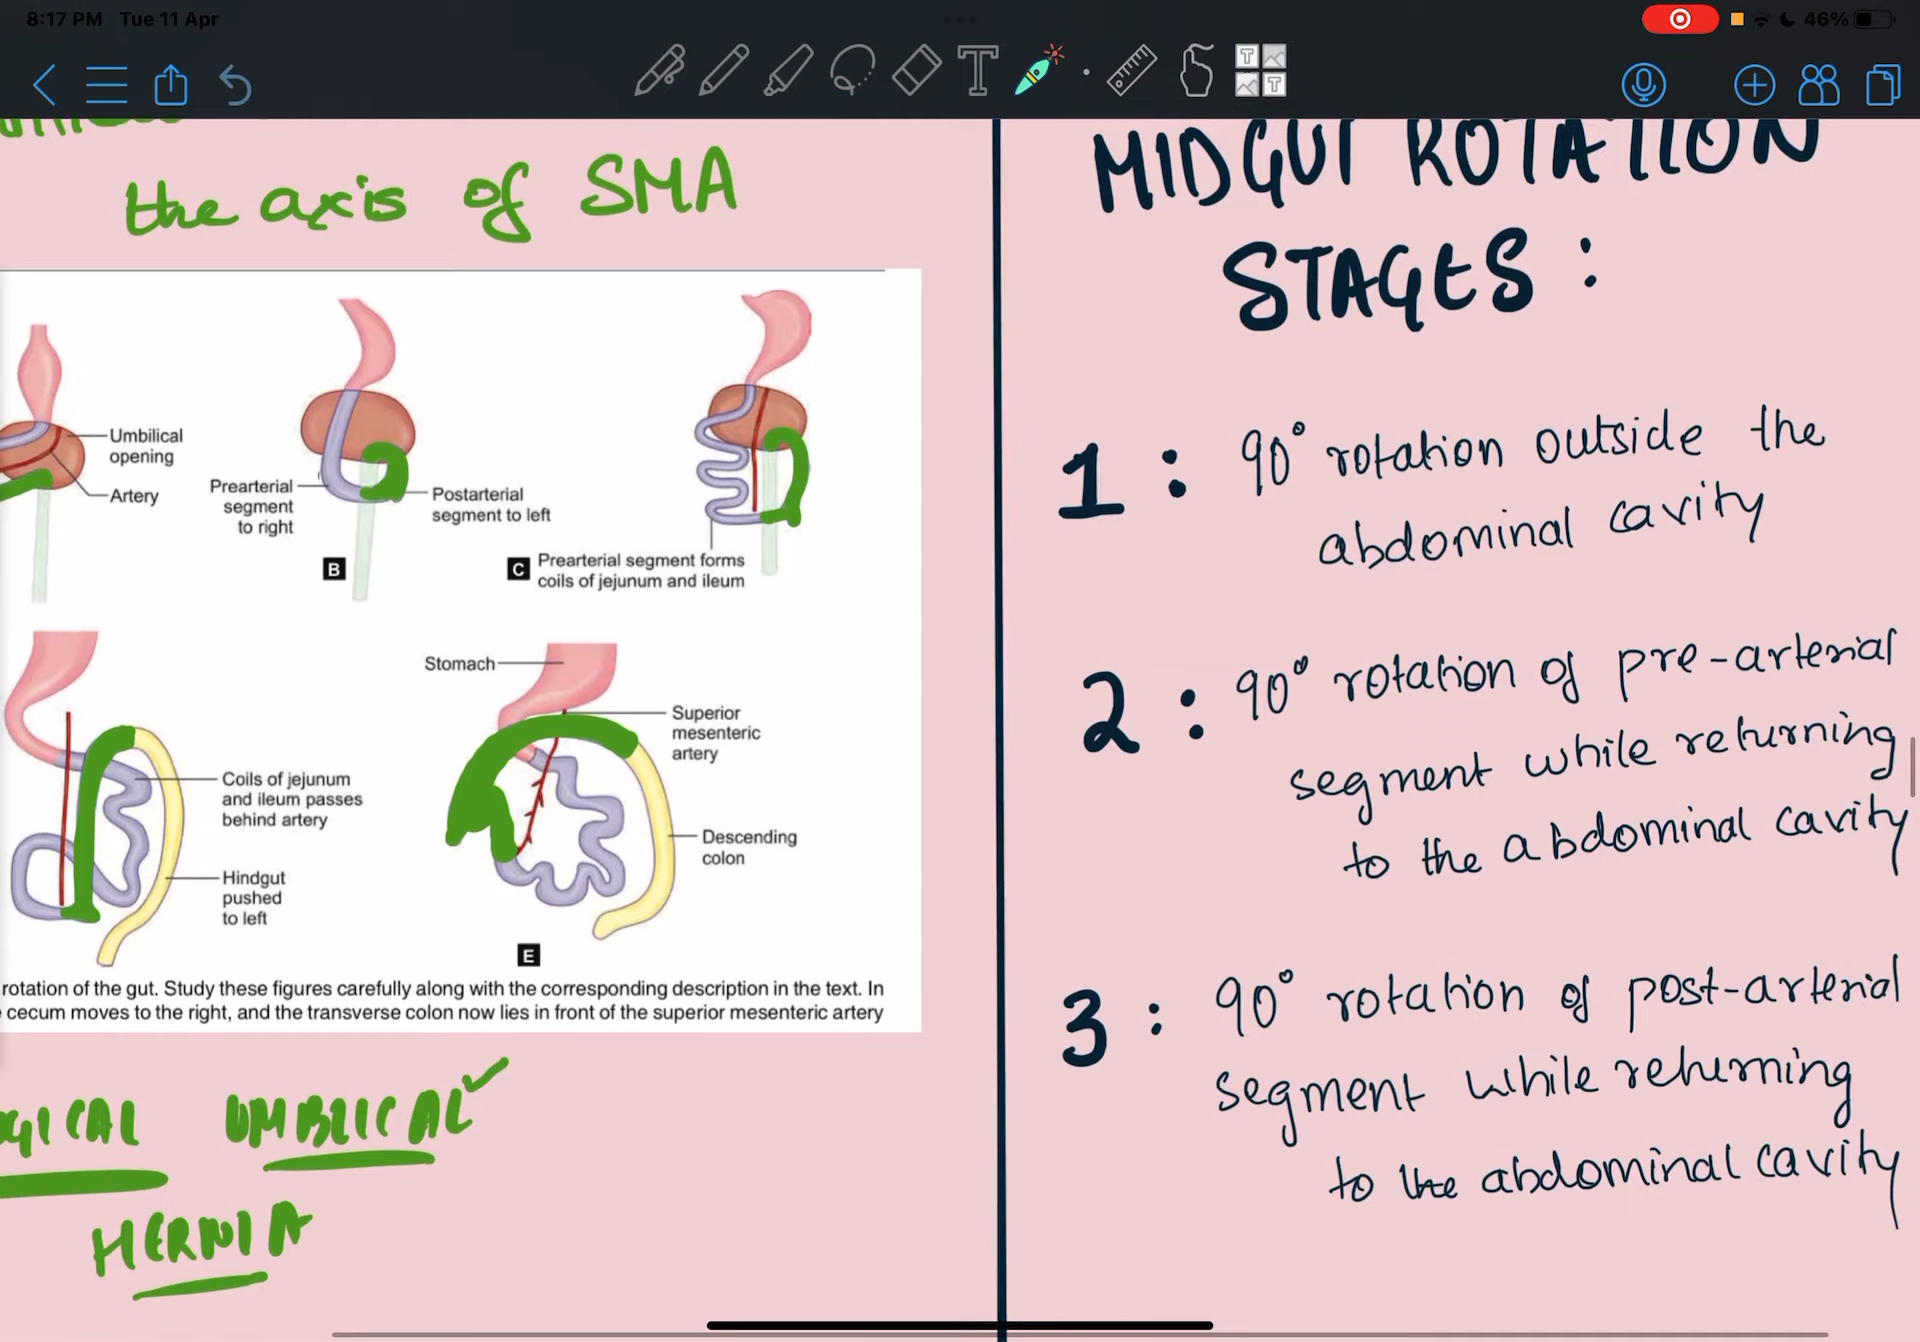 8:17 PM Tue 11 Apr
46%
the axis of SMA
Umbilical
opening
Artery
Prearterial
segment
to right
Postarterial
segment to left
B
C
Prearterial segment forms
coils of jejunum and ileum
Stomach
Superior
mesenteric
artery
Coils of jejunum
and ileum passes
behind artery
Descending
colon
Hindgut
pushed
to left
E
rotation of the gut. Study these figures carefully along with the corresponding description in the text. In
cecum moves to the right, and the transverse colon now lies in front of the superior mesenteric artery
GICAL UMBLICAL
HERNIA
MIDGUT ROTATION
STAGES :
1 : 90° rotation outside the
abdominal cavity
2 : 90° rotation of pre-arterial
segment while returning
to the abdominal cavity
3 : 90° rotation of post-arterial
segment while returning
to the abdominal cavity